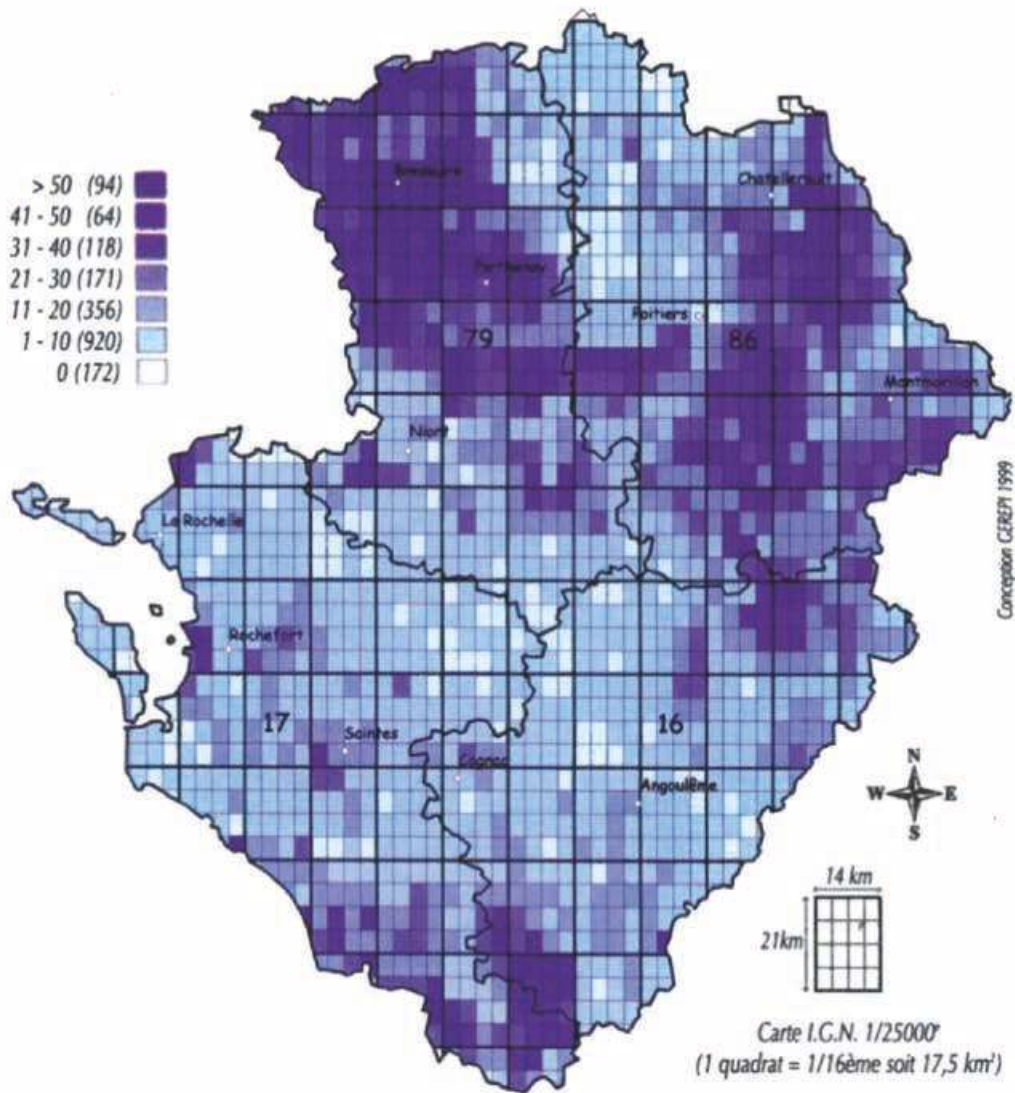 > 50 (94)
41 - 50 (64)
31 - 40 (118)
21 - 30 (171)
11 - 20 (356)
1 - 10 (920)
0 (172)
Bressuire
Chatellerault
Parthenay
Poitiers
79
86
Montmorillon
Niort
La Rochelle
Rochefort
17
16
Saintes
Cognac
Angoulême
Conception GEREPI 1999
N
W E
S
14 km
21km
Carte I.G.N. 1/25000e
(1 quadrat = 1/16ème soit 17,5 km²)